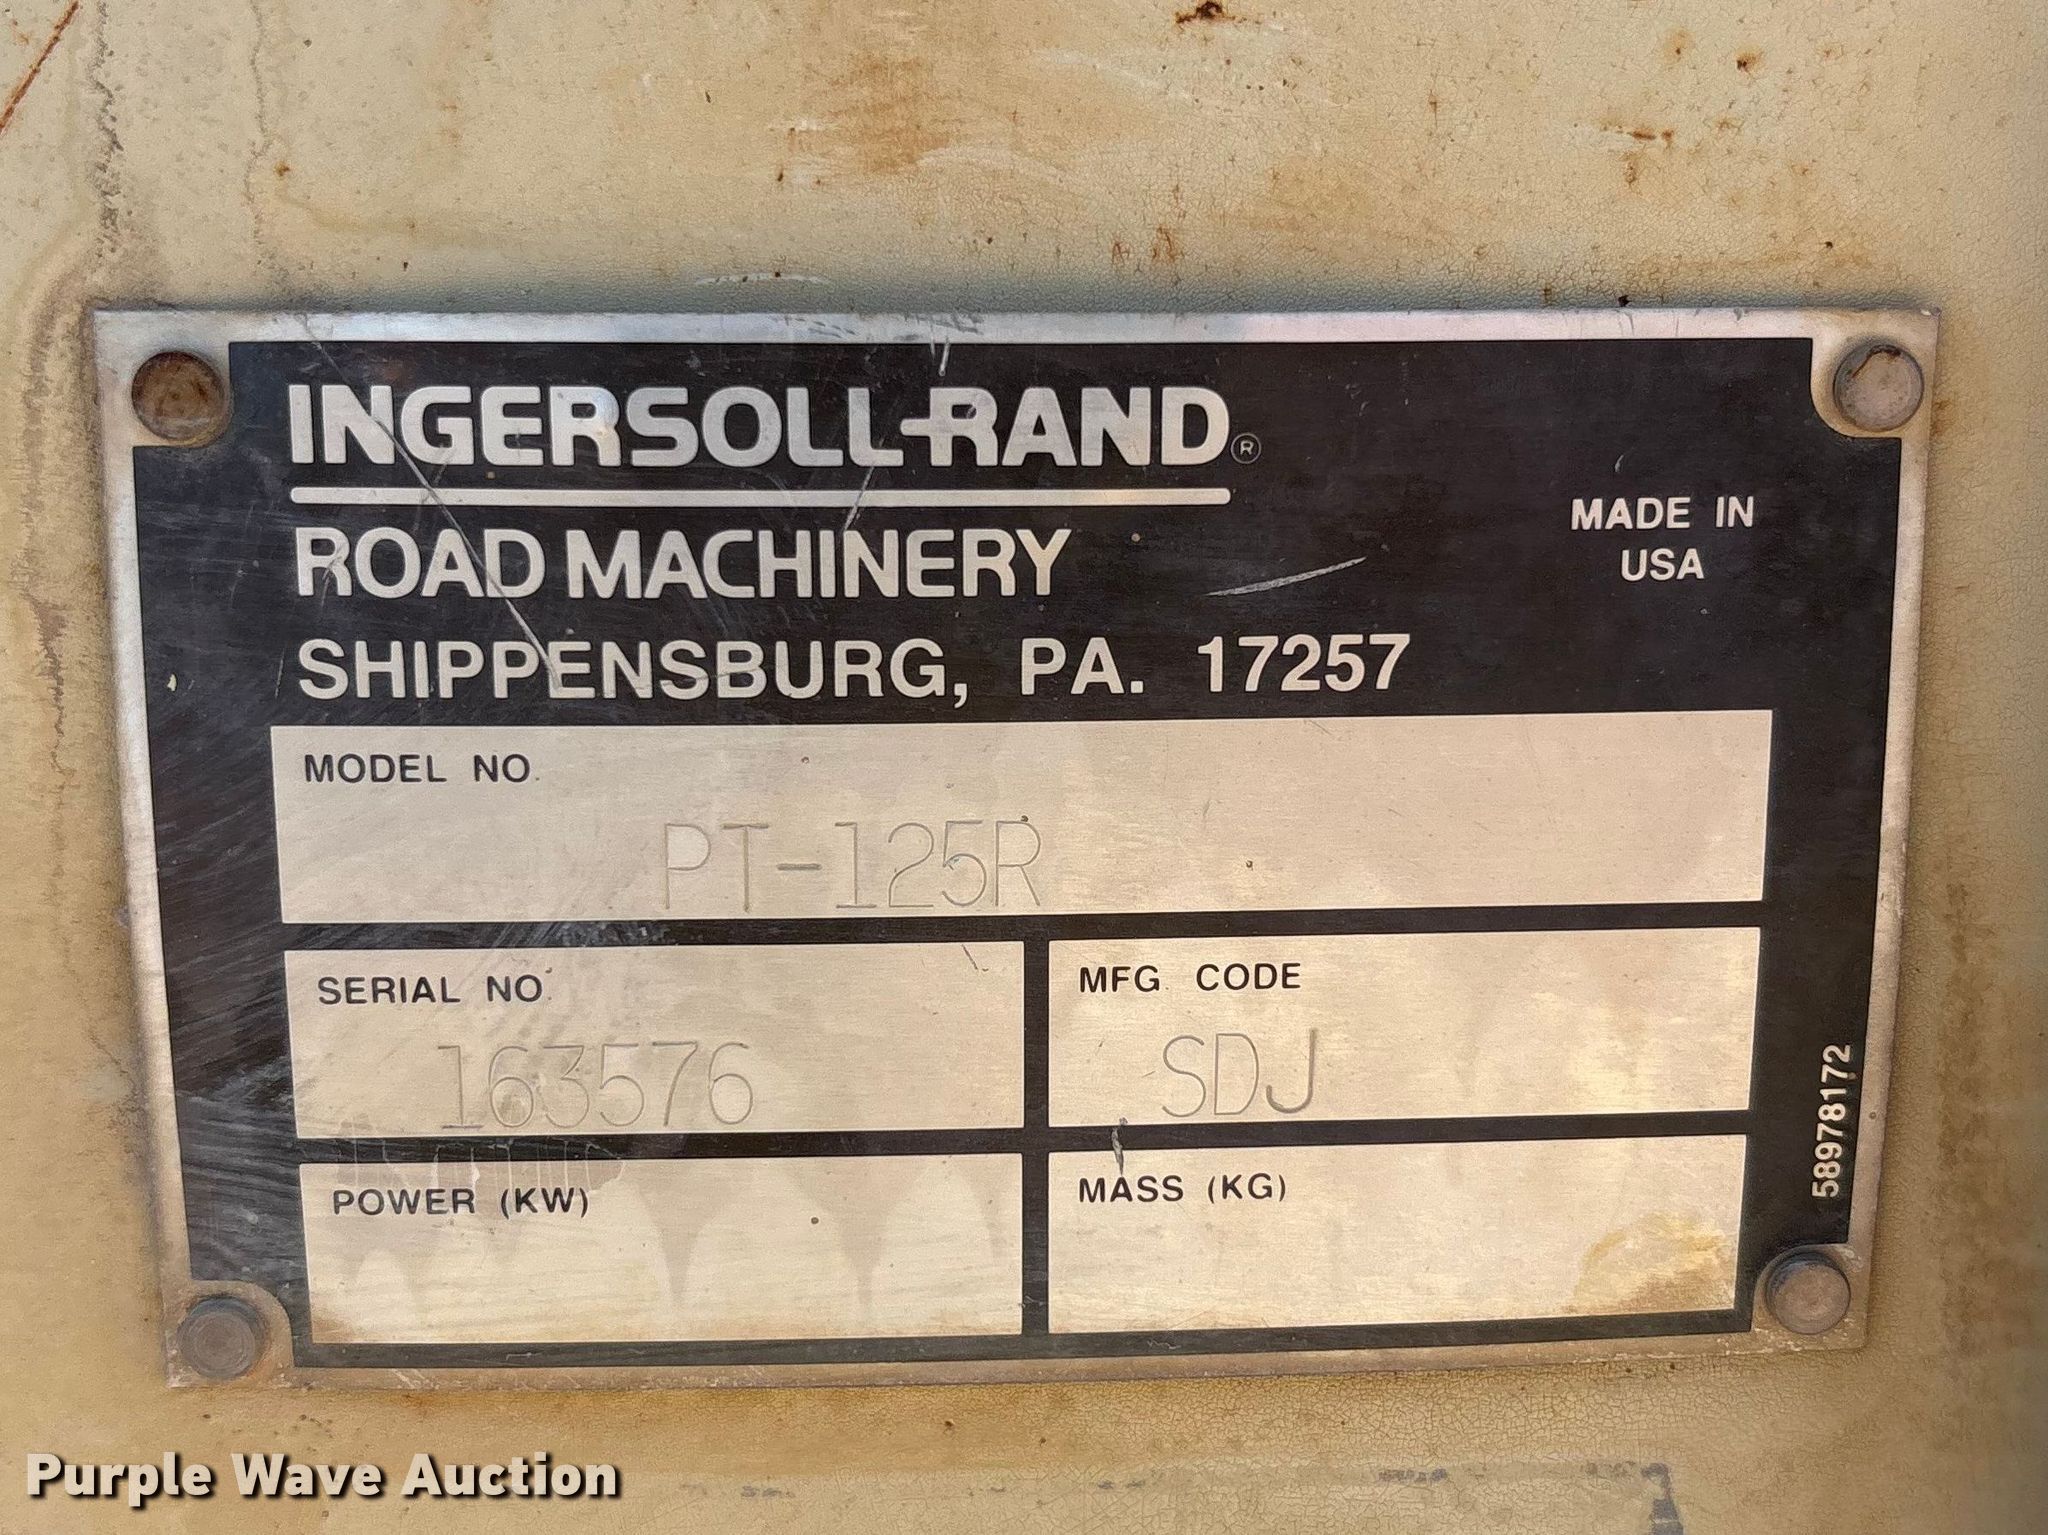 INGERSOLL-RAND®
ROAD MACHINERY
MADE IN
USA
SHIPPENSBURG, PA. 17257
MODEL NO.
PT-125R
SERIAL NO.
163576
MFG. CODE
SDJ
POWER (KW)
MASS (KG)
58978172
Purple Wave Auction